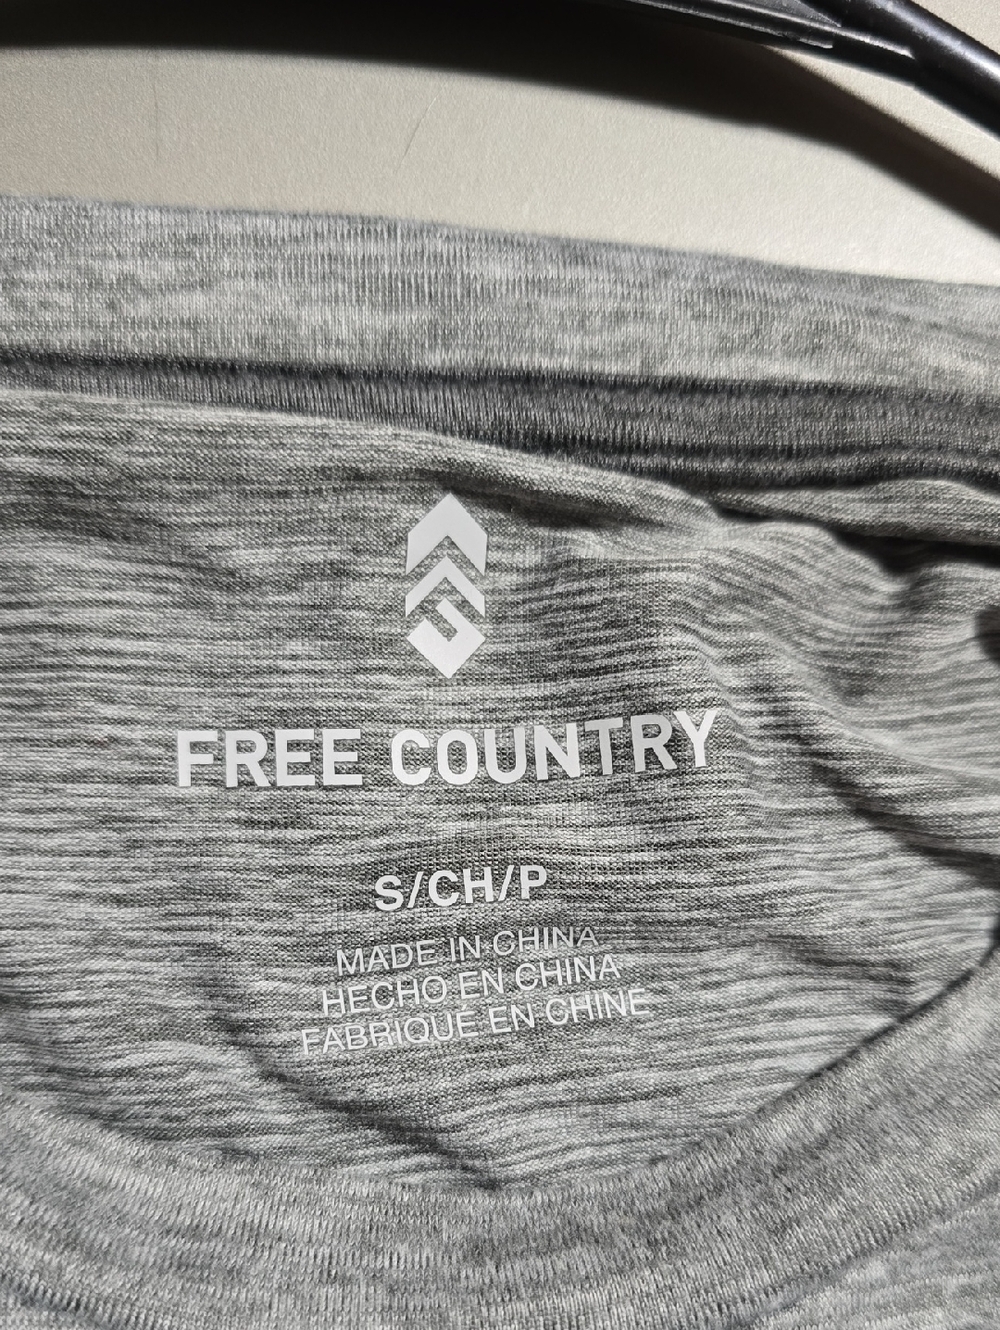 FREE COUNTRY
S/CH/P
MADE IN CHINA
HECHO EN CHINA
FABRIQUE EN CHINE